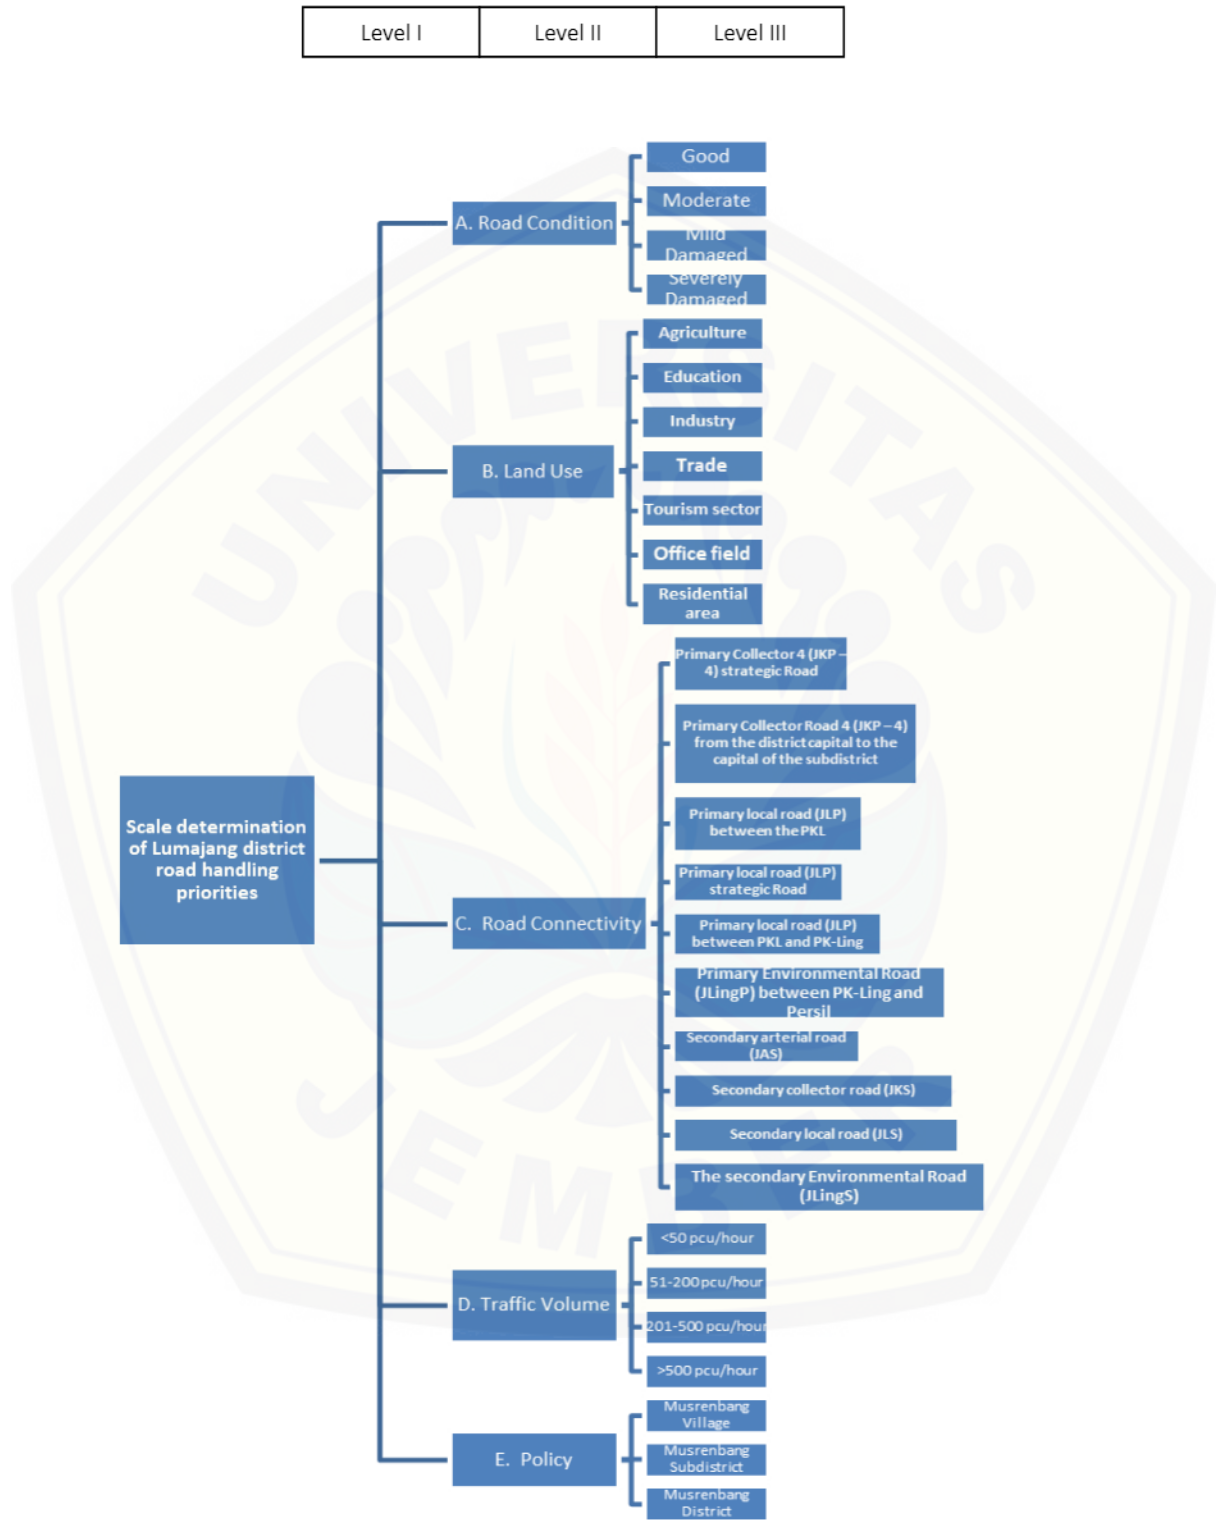 Level I
Level II
Level III
Scale determination
of Lumajang district
road handling
priorities
A. Road Condition
Good
Moderate
Mild
Damaged
Severely
Damaged
B. Land Use
Agriculture
Education
Industry
Trade
Tourism sector
Office field
Residential
area
C. Road Connectivity
Primary Collector 4 (JKP –
4) strategic Road
Primary Collector Road 4 (JKP – 4)
from the district capital to the
capital of the subdistrict
Primary local road (JLP)
between the PKL
Primary local road (JLP)
strategic Road
Primary local road (JLP)
between PKL and PK-Ling
Primary Environmental Road
(JLingP) between PK-Ling and
Persil
Secondary arterial road
(JAS)
Secondary collector road (JKS)
Secondary local road (JLS)
The secondary Environmental Road
(JLingS)
D. Traffic Volume
<50 pcu/hour
51-200 pcu/hour
201-500 pcu/hour
>500 pcu/hour
E. Policy
Musrenbang
Village
Musrenbang
Subdistrict
Musrenbang
District
UNIVERSITAS
JEMBER